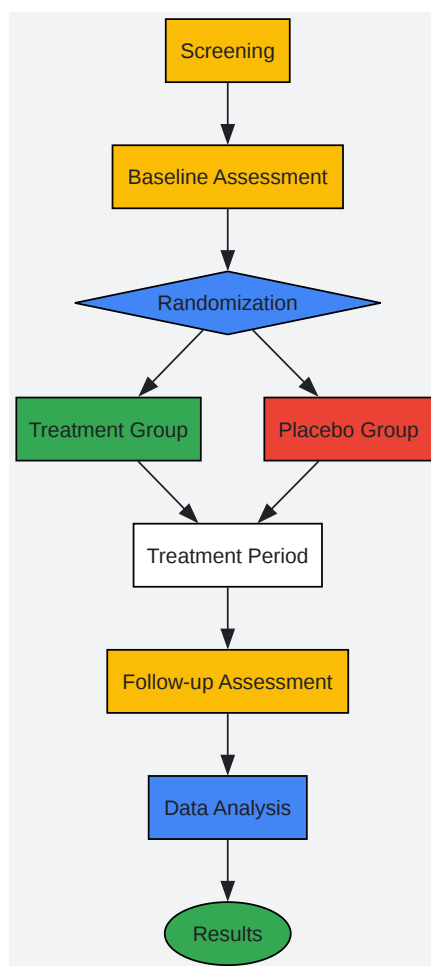 Screening
Baseline Assessment
Randomization
Treatment Group
Placebo Group
Treatment Period
Follow-up Assessment
Data Analysis
Results